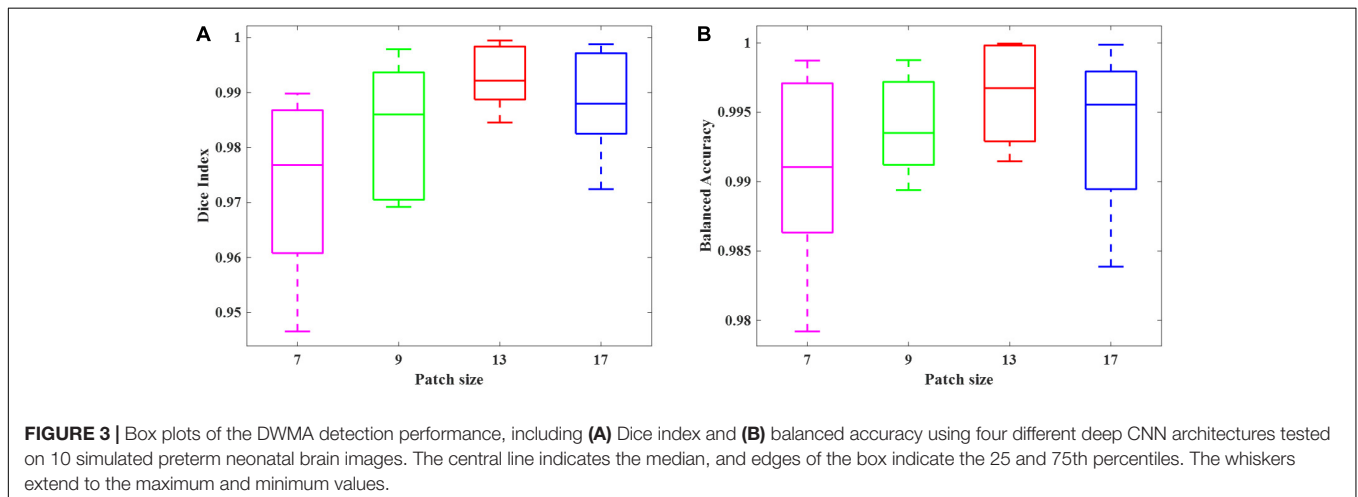 A
1
0.99
0.98
0.97
0.96
0.95
Dice Index
7 9 13 17
Patch size
B
1
0.995
0.99
0.985
0.98
Balanced Accuracy
7 9 13 17
Patch size
FIGURE 3 | Box plots of the DWMA detection performance, including (A) Dice index and (B) balanced accuracy using four different deep CNN architectures tested
on 10 simulated preterm neonatal brain images. The central line indicates the median, and edges of the box indicate the 25 and 75th percentiles. The whiskers
extend to the maximum and minimum values.